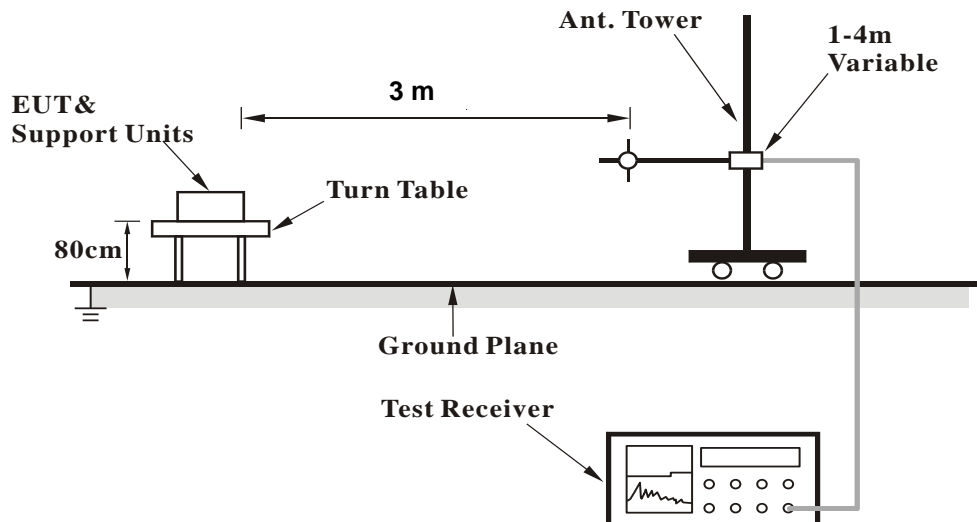 Ant. Tower
1-4m
Variable
3 m
EUT&
Support Units
Turn Table
80cm
Ground Plane
Test Receiver